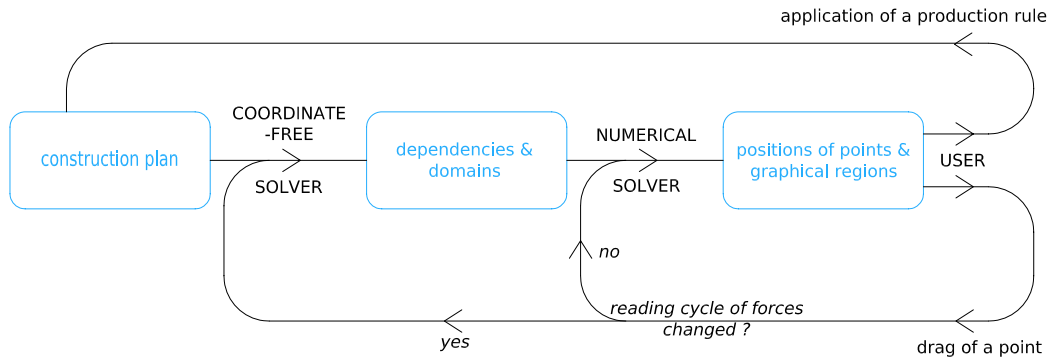 application of a production rule
COORDINATE
-FREE
SOLVER
construction plan
dependencies &
domains
NUMERICAL
SOLVER
positions of points &
graphical regions
USER
no
reading cycle of forces
changed ?
yes
drag of a point